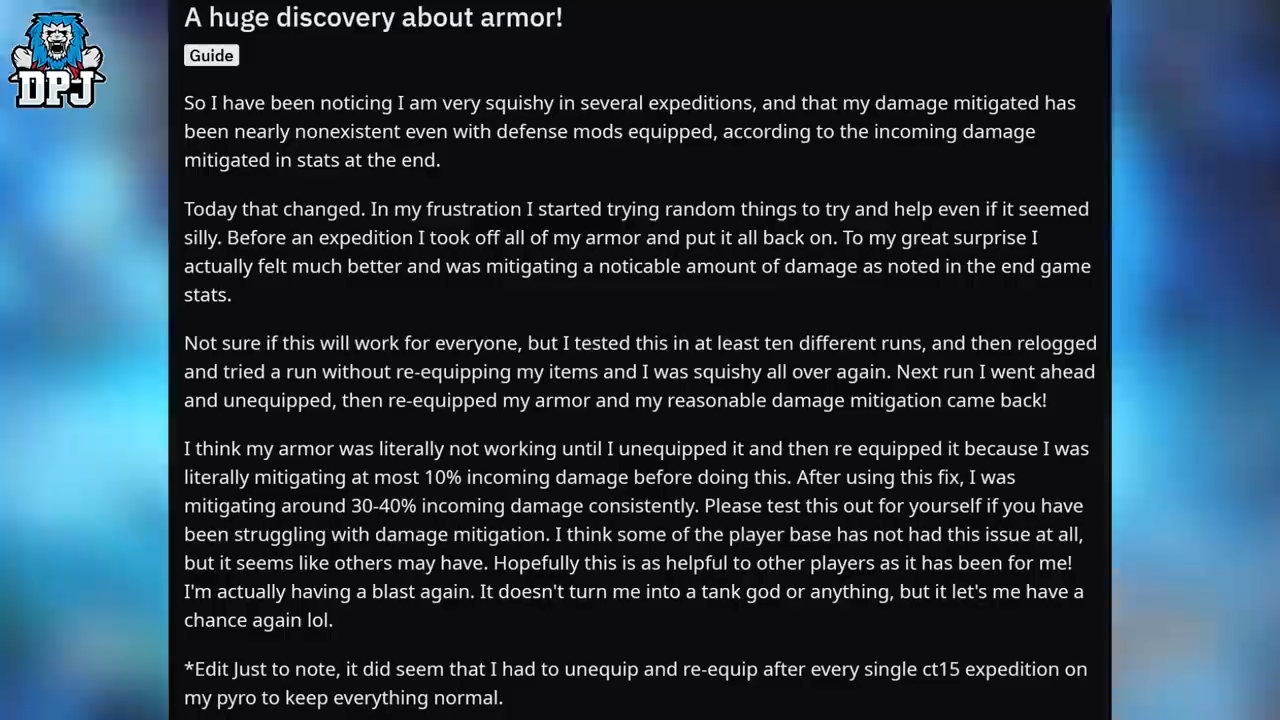 A huge discovery about armor!
Guide
DPJ
So I have been noticing I am very squishy in several expeditions, and that my damage mitigated has
been nearly nonexistent even with defense mods equipped, according to the incoming damage
mitigated in stats at the end.
Today that changed. In my frustration I started trying random things to try and help even if it seemed
silly. Before an expedition I took off all of my armor and put it all back on. To my great surprise I
actually felt much better and was mitigating a noticable amount of damage as noted in the end game
stats.
Not sure if this will work for everyone, but I tested this in at least ten different runs, and then relogged
and tried a run without re-equipping my items and I was squishy all over again. Next run I went ahead
and unequipped, then re-equipped my armor and my reasonable damage mitigation came back!
I think my armor was literally not working until I unequipped it and then re equipped it because I was
literally mitigating at most 10% incoming damage before doing this. After using this fix, I was
mitigating around 30-40% incoming damage consistently. Please test this out for yourself if you have
been struggling with damage mitigation. I think some of the player base has not had this issue at all,
but it seems like others may have. Hopefully this is as helpful to other players as it has been for me!
I'm actually having a blast again. It doesn't turn me into a tank god or anything, but it let's me have a
chance again lol.
*Edit Just to note, it did seem that I had to unequip and re-equip after every single ct15 expedition on
my pyro to keep everything normal.